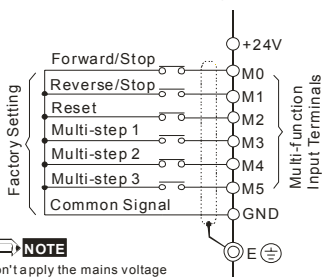 +24V
Forward/Stop
M0
Reverse/Stop
M1
Reset
M2
Multi-step 1
M3
Multi-step 2
M4
Multi-step 3
M5
Common Signal
GND
E
Factory Setting
Multi-function
Input Terminals
NOTE
on't apply the mains voltage